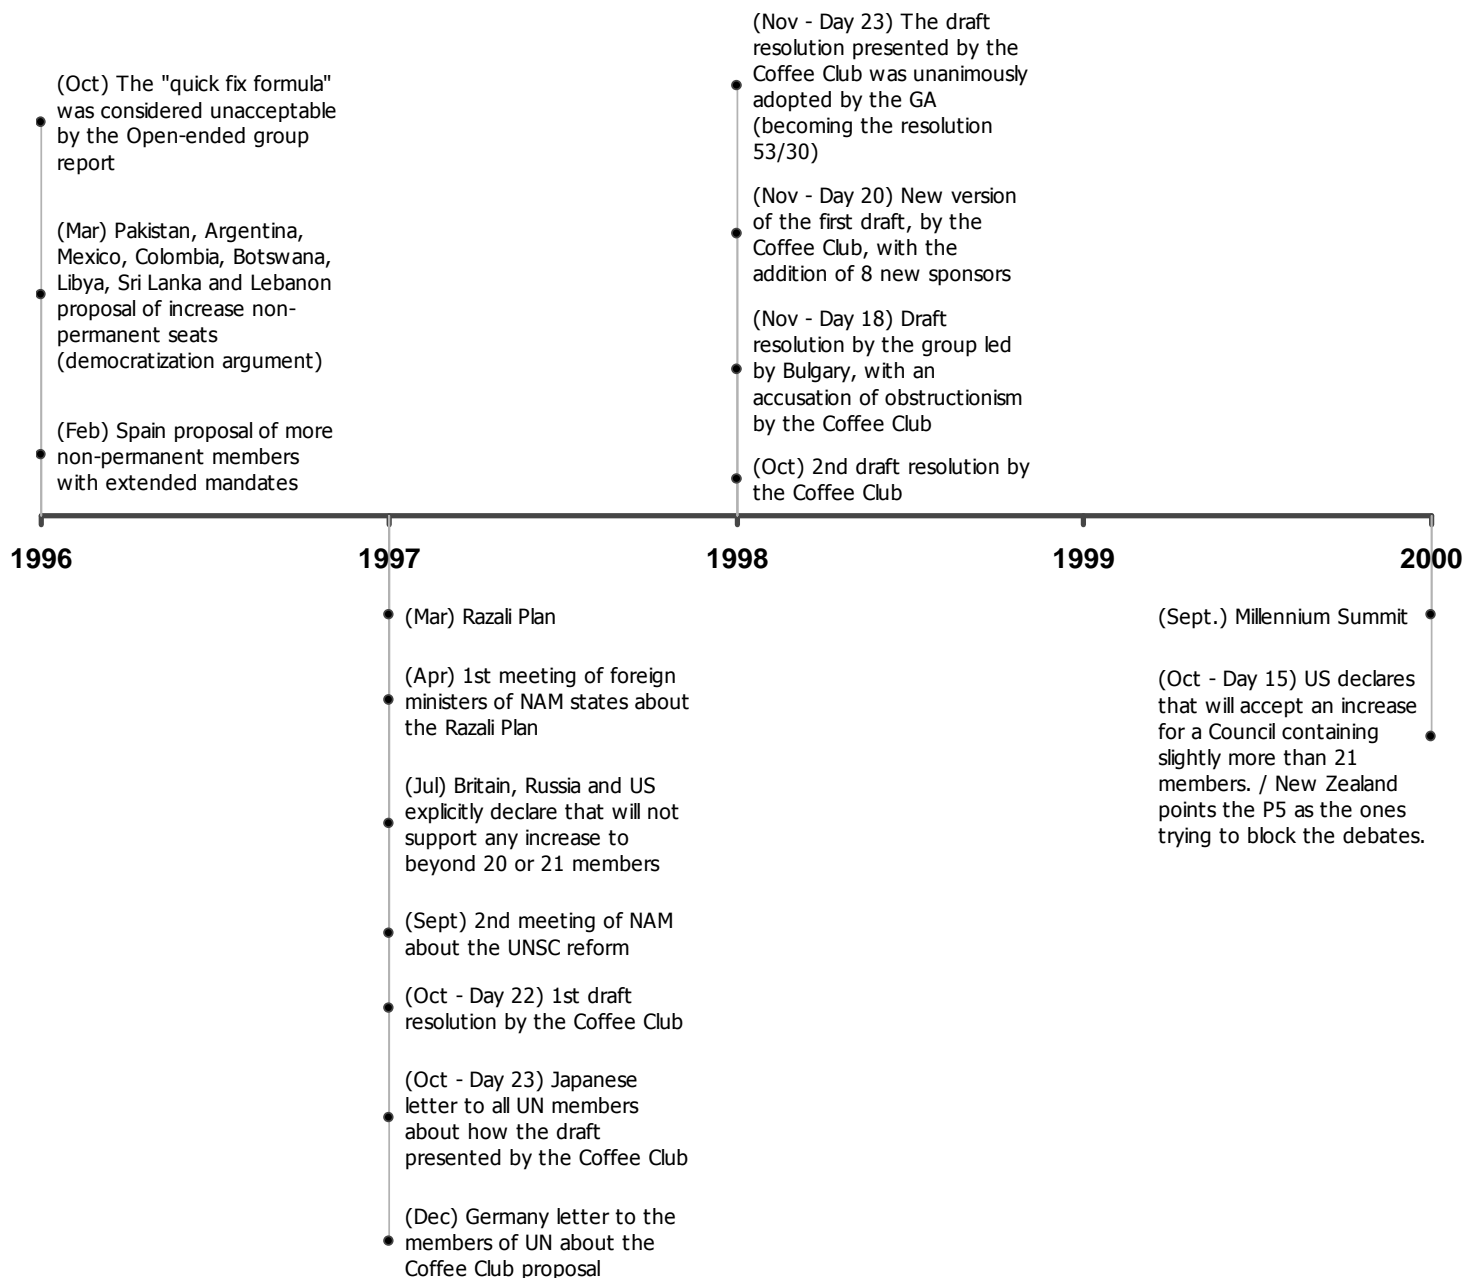 (Oct) The "quick fix formula"
was considered unacceptable
by the Open-ended group
report
(Mar) Pakistan, Argentina,
Mexico, Colombia, Botswana,
Libya, Sri Lanka and Lebanon
proposal of increase non-
permanent seats
(democratization argument)
(Feb) Spain proposal of more
non-permanent members
with extended mandates
(Nov - Day 23) The draft
resolution presented by the
Coffee Club was unanimously
adopted by the GA
(becoming the resolution
53/30)
(Nov - Day 20) New version
of the first draft, by the
Coffee Club, with the
addition of 8 new sponsors
(Nov - Day 18) Draft
resolution by the group led
by Bulgary, with an
accusation of obstructionism
by the Coffee Club
(Oct) 2nd draft resolution by
the Coffee Club
1996
1997
1998
1999
2000
(Mar) Razali Plan
(Apr) 1st meeting of foreign
ministers of NAM states about
the Razali Plan
(Jul) Britain, Russia and US
explicitly declare that will not
support any increase to
beyond 20 or 21 members
(Sept) 2nd meeting of NAM
about the UNSC reform
(Oct - Day 22) 1st draft
resolution by the Coffee Club
(Oct - Day 23) Japanese
letter to all UN members
about how the draft
presented by the Coffee Club
(Dec) Germany letter to the
members of UN about the
Coffee Club proposal
(Sept.) Millennium Summit
(Oct - Day 15) US declares
that will accept an increase
for a Council containing
slightly more than 21
members. / New Zealand
points the P5 as the ones
trying to block the debates.